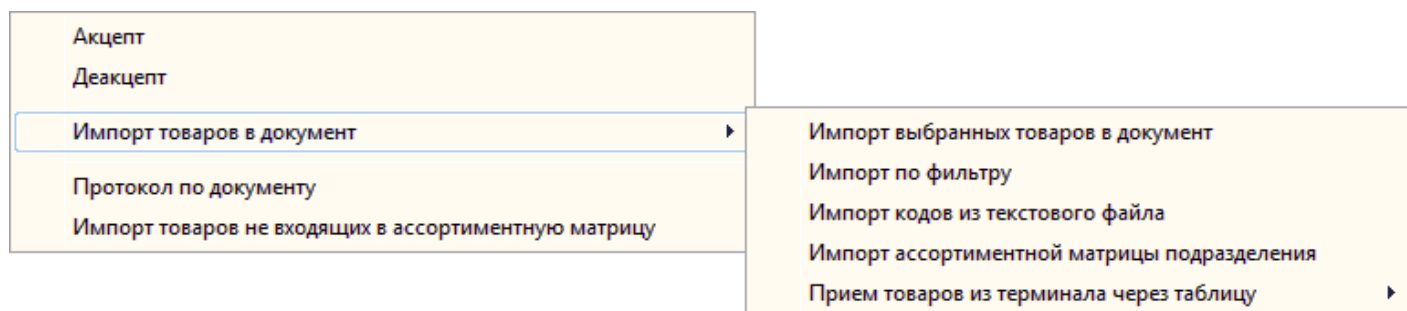 Акцепт
Деакцепт
Импорт товаров в документ
Протокол по документу
Импорт товаров не входящих в ассортиментную матрицу
Импорт выбранных товаров в документ
Импорт по фильтру
Импорт кодов из текстового файла
Импорт ассортиментной матрицы подразделения
Прием товаров из терминала через таблицу